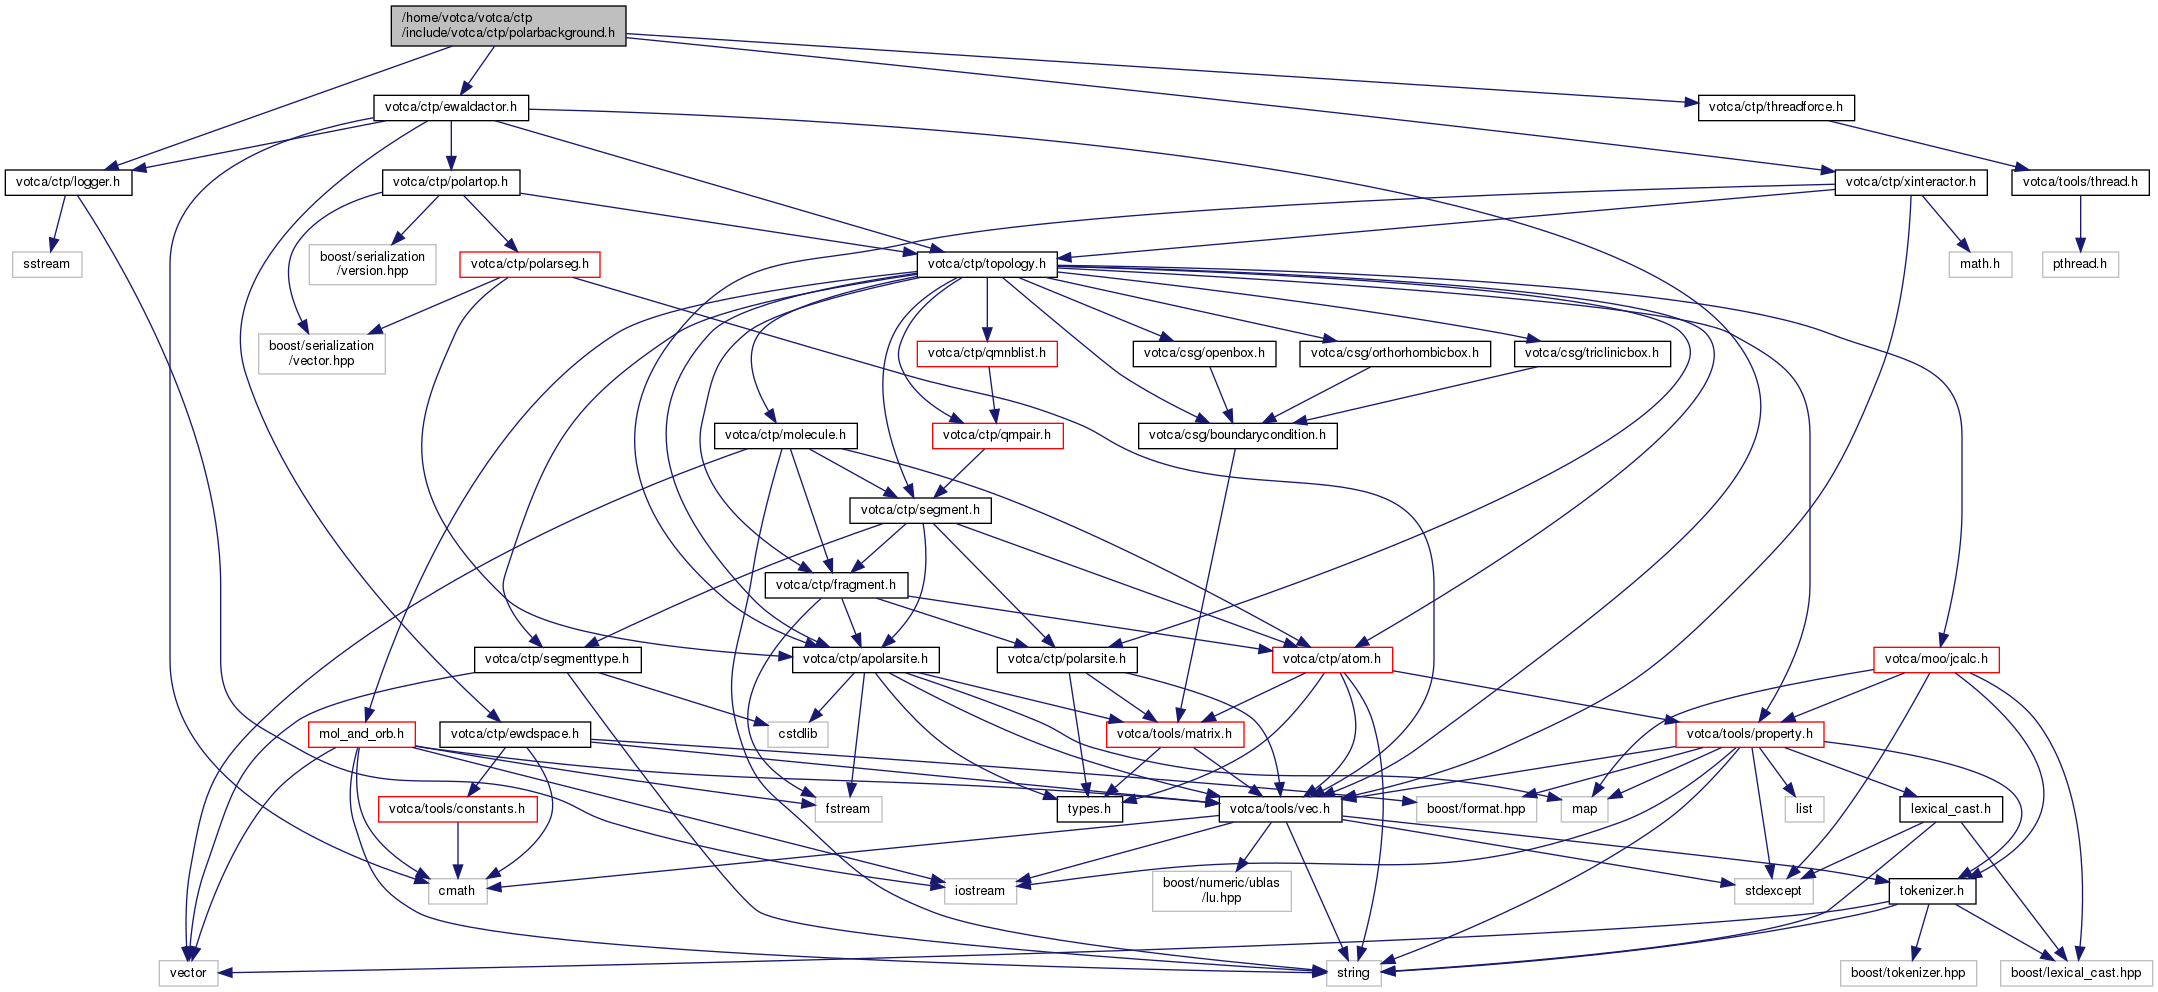 /home/votca/votca/ctp
/include/votca/ctp/polarbackground.h
votca/ctp/ewaldactor.h
votca/ctp/threadforce.h
votca/ctp/logger.h
votca/ctp/polartop.h
votca/ctp/xinteractor.h
votca/tools/thread.h
sstream
boost/serialization
/version.hpp
votca/ctp/polarseg.h
votca/ctp/topology.h
math.h
pthread.h
boost/serialization
/vector.hpp
votca/ctp/qmnblist.h
votca/csg/openbox.h
votca/csg/orthorhombicbox.h
votca/csg/triclinicbox.h
votca/ctp/molecule.h
votca/ctp/qmpair.h
votca/csg/boundarycondition.h
votca/ctp/segment.h
votca/ctp/fragment.h
votca/ctp/segmenttype.h
votca/ctp/apolarsite.h
votca/ctp/polarsite.h
votca/ctp/atom.h
votca/moo/jcalc.h
mol_and_orb.h
votca/ctp/ewdspace.h
cstdlib
votca/tools/matrix.h
votca/tools/property.h
votca/tools/constants.h
fstream
types.h
votca/tools/vec.h
boost/format.hpp
map
list
lexical_cast.h
cmath
iostream
boost/numeric/ublas
/lu.hpp
stdexcept
tokenizer.h
vector
string
boost/tokenizer.hpp
boost/lexical_cast.hpp